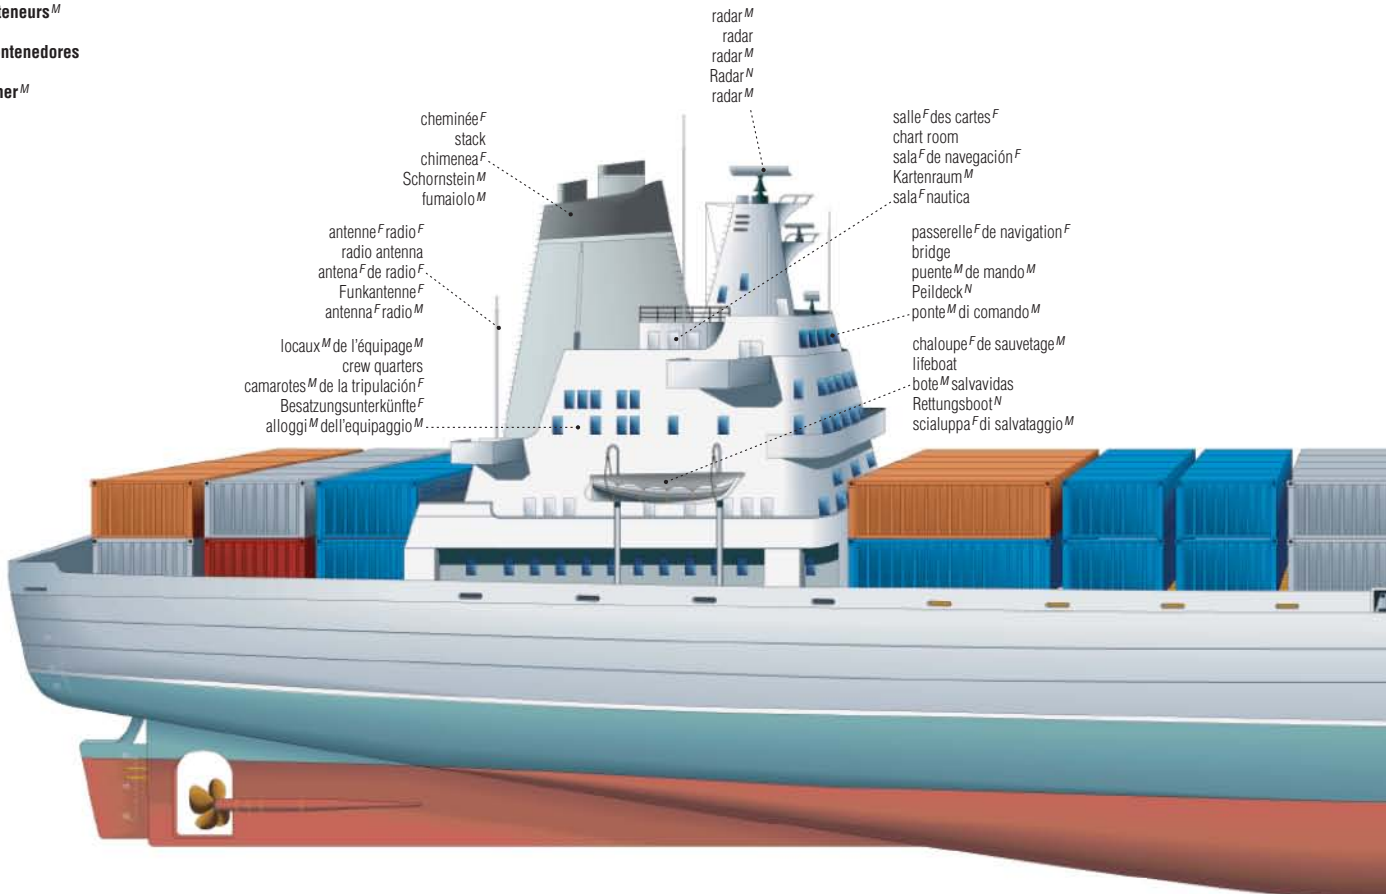 teneurs M
ntenedores
ner M
radar M
radar
radar M
Radar N
radar M
cheminée F
stack
chimenea F
Schornstein M
fumaiolo M
salle F des cartes F
chart room
sala F de navegación F
Kartenraum M
sala F nautica
antenne F radio F
radio antenna
antena F de radio F
Funkantenne F
antenna F radio M
passerelle F de navigation F
bridge
puente M de mando M
Peildeck N
ponte M di comando M
locaux M de l'équipage M
crew quarters
camarotes M de la tripulación F
Besatzungsunterkünfte F
alloggi M dell'equipaggio M
chaloupe F de sauvetage M
lifeboat
bote M salvavidas
Rettungsboot N
scialuppa F di salvataggio M